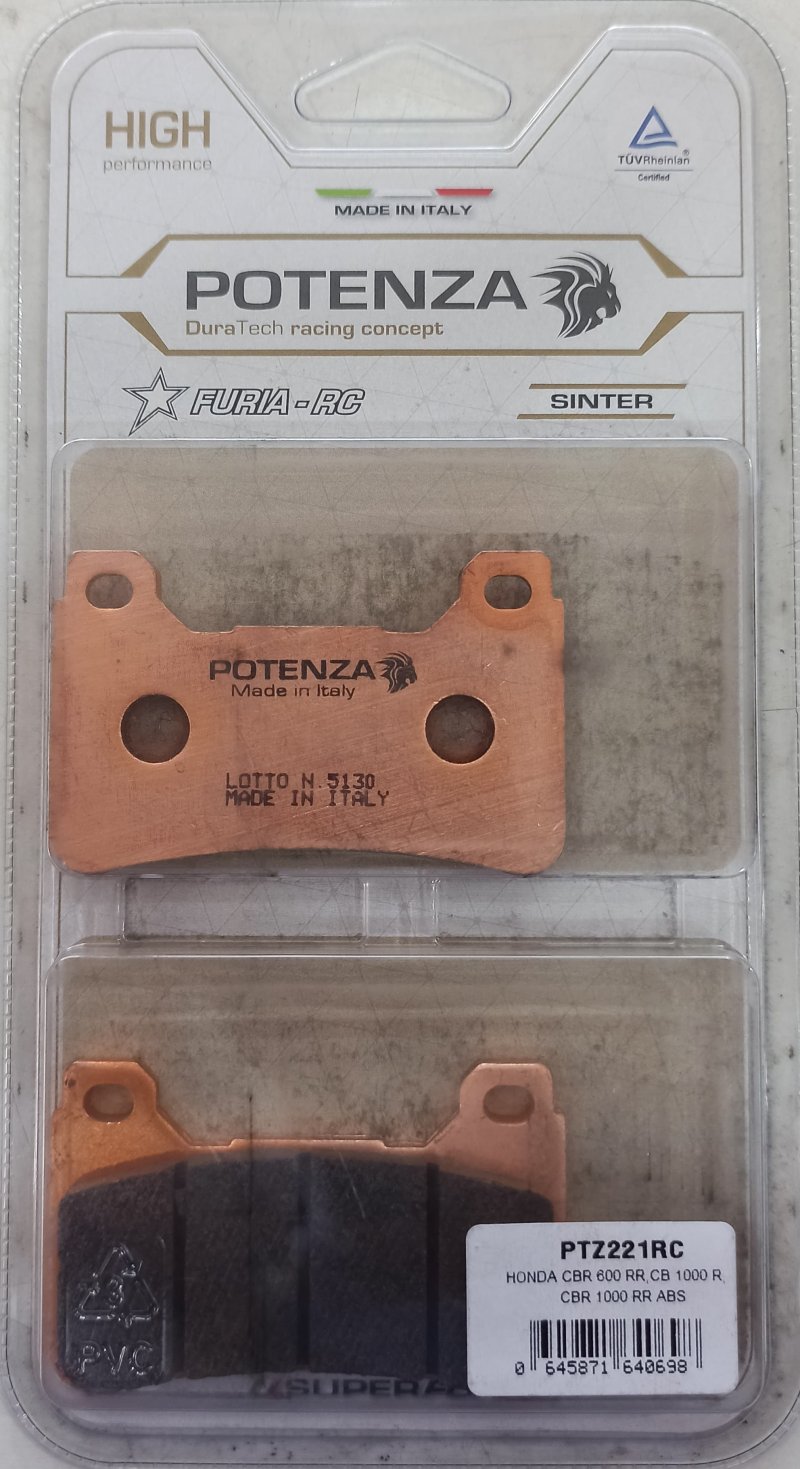 HIGH
performance
TÜVRheinlan®
Certified
MADE IN ITALY
POTENZA
DuraTech racing concept
FURIA-RC
SINTER
POTENZA
Made in Italy
LOTTO N.5130
MADE IN ITALY
PTZ221RC
HONDA CBR 600 RR,CB 1000 R,
CBR 1000 RR ABS
0 645871 640698
3
PVC